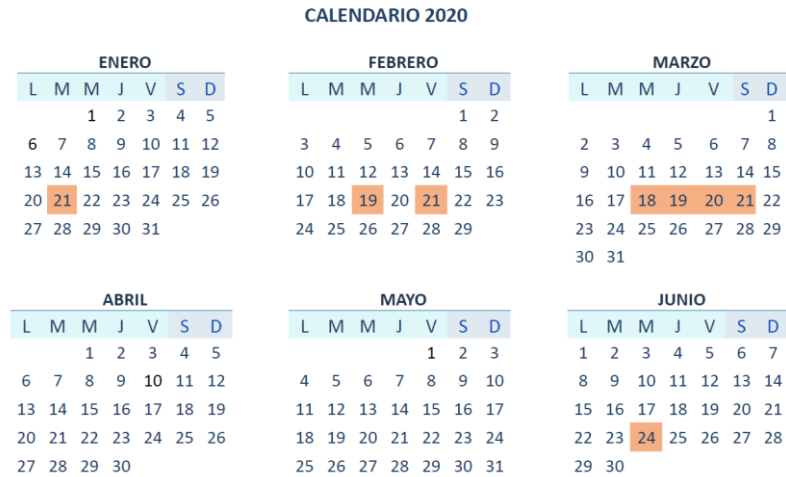 CALENDARIO 2020
ENERO
L M M J V S D
1 2 3 4 5
6 7 8 9 10 11 12
13 14 15 16 17 18 19
20 21 22 23 24 25 26
27 28 29 30 31
FEBRERO
L M M J V S D
1 2
3 4 5 6 7 8 9
10 11 12 13 14 15 16
17 18 19 20 21 22 23
24 25 26 27 28 29
MARZO
L M M J V S D
1
2 3 4 5 6 7 8
9 10 11 12 13 14 15
16 17 18 19 20 21 22
23 24 25 26 27 28 29
30 31
ABRIL
L M M J V S D
1 2 3 4 5
6 7 8 9 10 11 12
13 14 15 16 17 18 19
20 21 22 23 24 25 26
27 28 29 30
MAYO
L M M J V S D
1 2 3
4 5 6 7 8 9 10
11 12 13 14 15 16 17
18 19 20 21 22 23 24
25 26 27 28 29 30 31
JUNIO
L M M J V S D
1 2 3 4 5 6 7
8 9 10 11 12 13 14
15 16 17 18 19 20 21
22 23 24 25 26 27 28
29 30